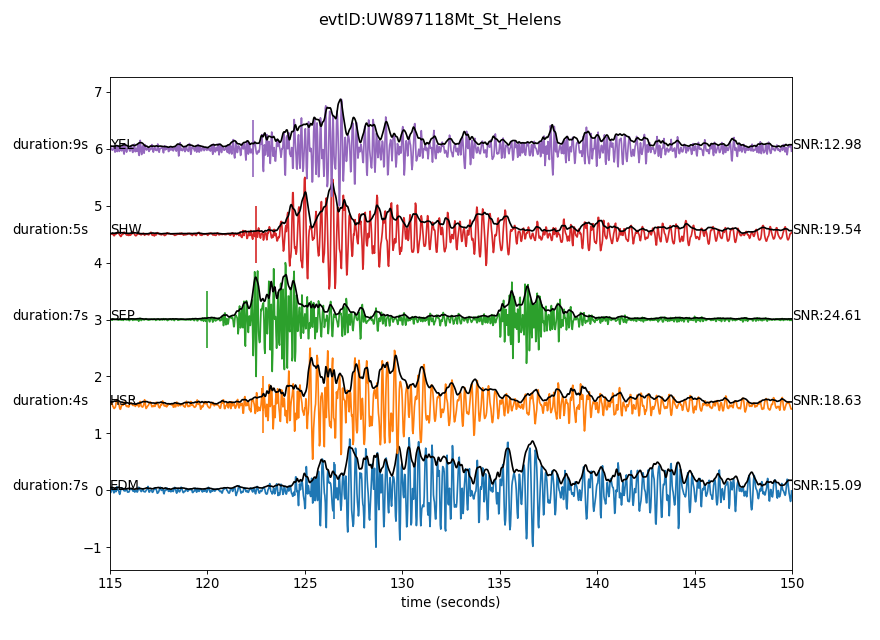 evtID:UW897118Mt_St_Helens
7
duration:9s YEL 6 SNR:12.98
5
duration:5s SHW SNR:19.54
4
duration:7s SEP 3 SNR:24.61
2
duration:4s HSR SNR:18.63
1
duration:7s EDM 0 SNR:15.09
−1
115 120 125 130 135 140 145 150
time (seconds)